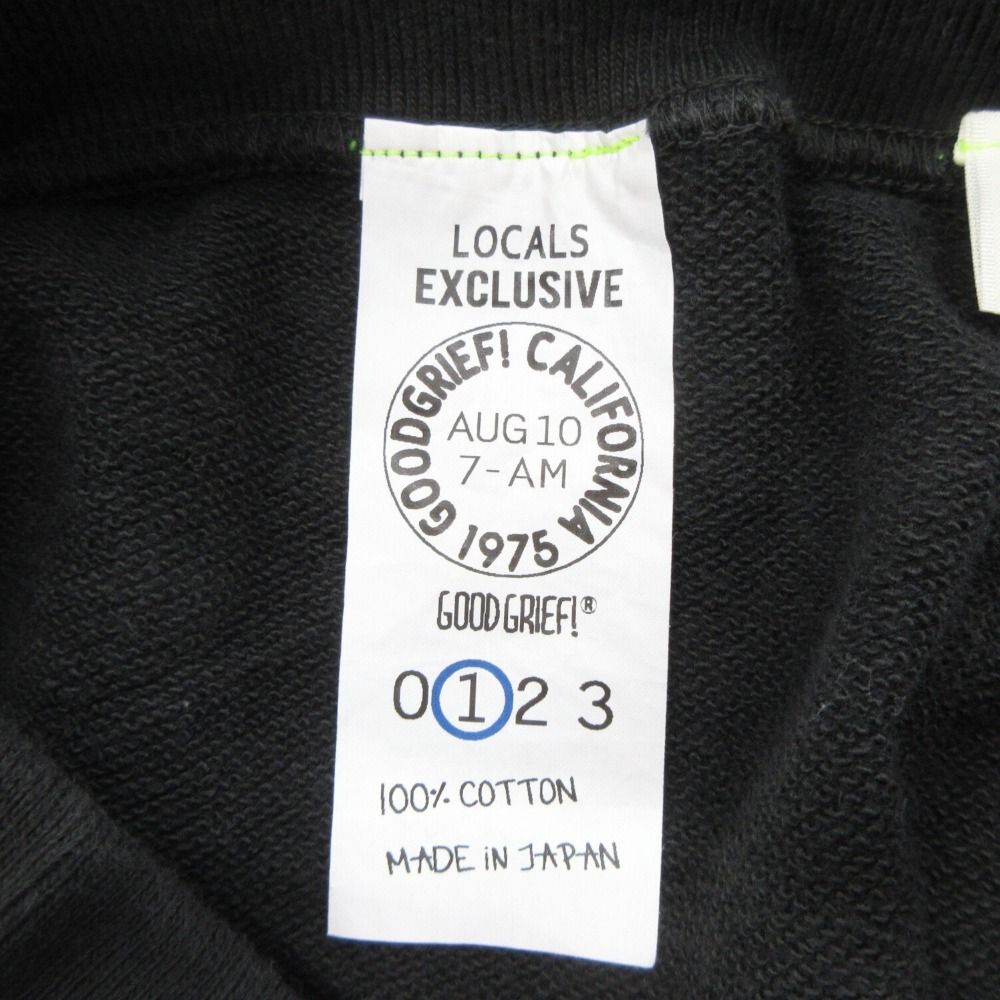 LOCALS
EXCLUSIVE
GOODGRIEF! CALIFORNIA
1975
AUG 10
7-AM
GOOD GRIEF!®
0 1 2 3
100% COTTON
MADE iN JAPAN